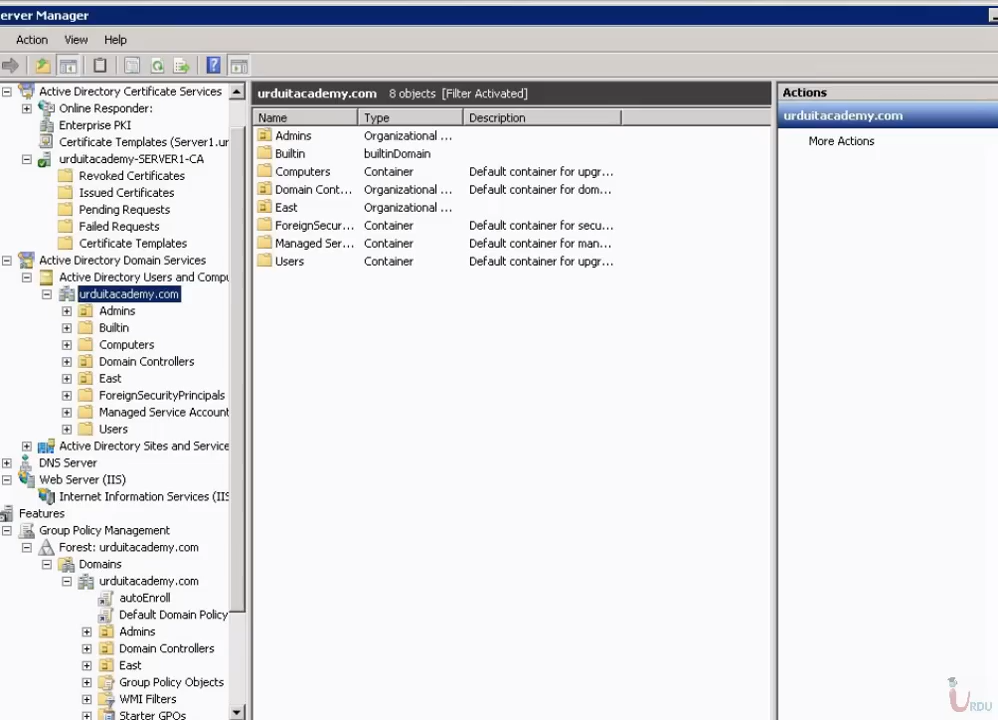 erver Manager
Action View Help
Active Directory Certificate Services
Online Responder:
Enterprise PKI
Certificate Templates (Server1.ur
urduitacademy-SERVER1-CA
Revoked Certificates
Issued Certificates
Pending Requests
Failed Requests
Certificate Templates
Active Directory Domain Services
Active Directory Users and Compu
urduitacademy.com
Admins
Builtin
Computers
Domain Controllers
East
ForeignSecurityPrincipals
Managed Service Account
Users
Active Directory Sites and Service
DNS Server
Web Server (IIS)
Internet Information Services (IIS
Features
Group Policy Management
Forest: urduitacademy.com
Domains
urduitacademy.com
autoEnroll
Default Domain Policy
Admins
Domain Controllers
East
Group Policy Objects
WMI Filters
Starter GPOs
urduitacademy.com 8 objects [Filter Activated]
Name Type Description
Admins Organizational ...
Builtin builtinDomain
Computers Container Default container for upgr...
Domain Cont... Organizational ... Default container for dom...
East Organizational ...
ForeignSecur... Container Default container for secu...
Managed Ser... Container Default container for man...
Users Container Default container for upgr...
Actions
urduitacademy.com
More Actions
URDU